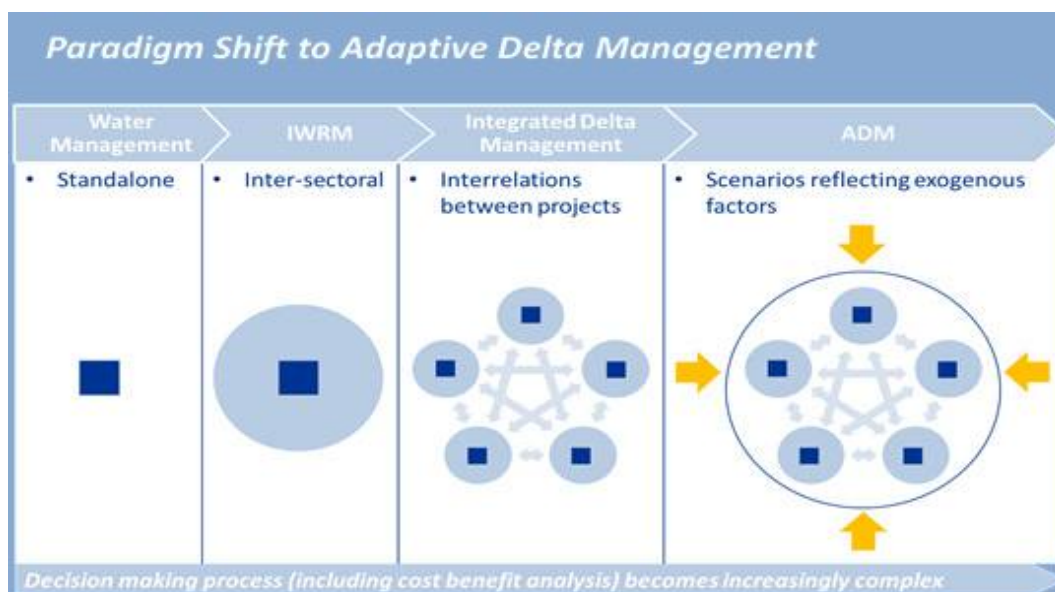 Paradigm Shift to Adaptive Delta Management
Water
Management
IWRM
Integrated Delta
Management
ADM
• Standalone
• Inter-sectoral
• Interrelations
between projects
• Scenarios reflecting exogenous
factors
Decision making process (including cost benefit analysis) becomes increasingly complex